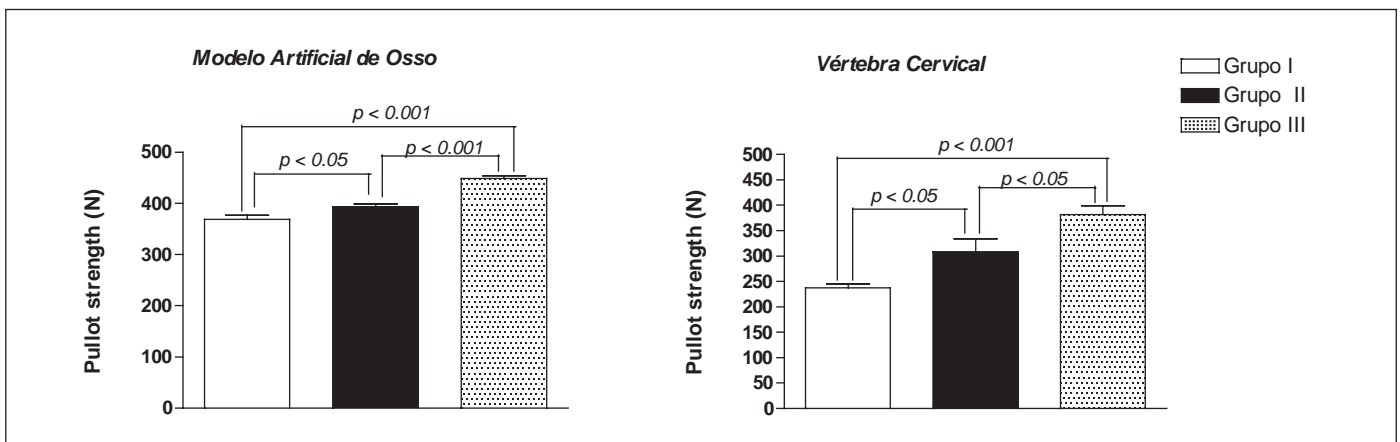 Modelo Artificial de Osso
p < 0.001
p < 0.05
p < 0.001
500
400
300
200
100
0
Pullot strength (N)
Vértebra Cervical
p < 0.001
p < 0.05
p < 0.05
500
450
400
350
300
250
200
150
100
50
0
Pullot strength (N)
Grupo I
Grupo II
Grupo III